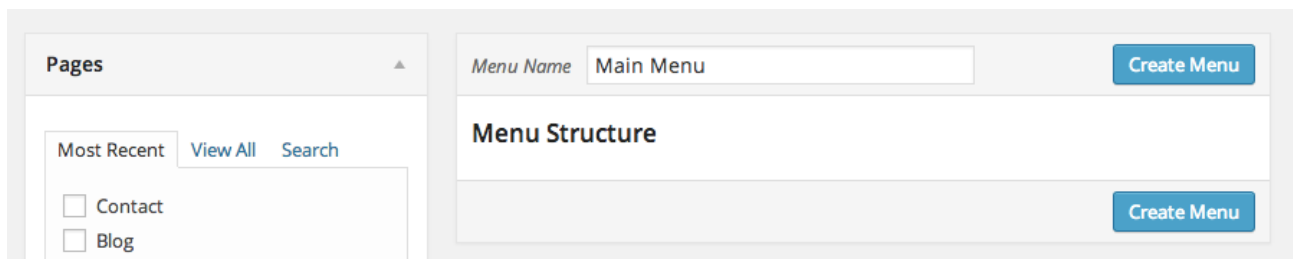 Pages
Most Recent View All Search
Contact
Blog
Menu Name Main Menu Create Menu
Menu Structure
Create Menu